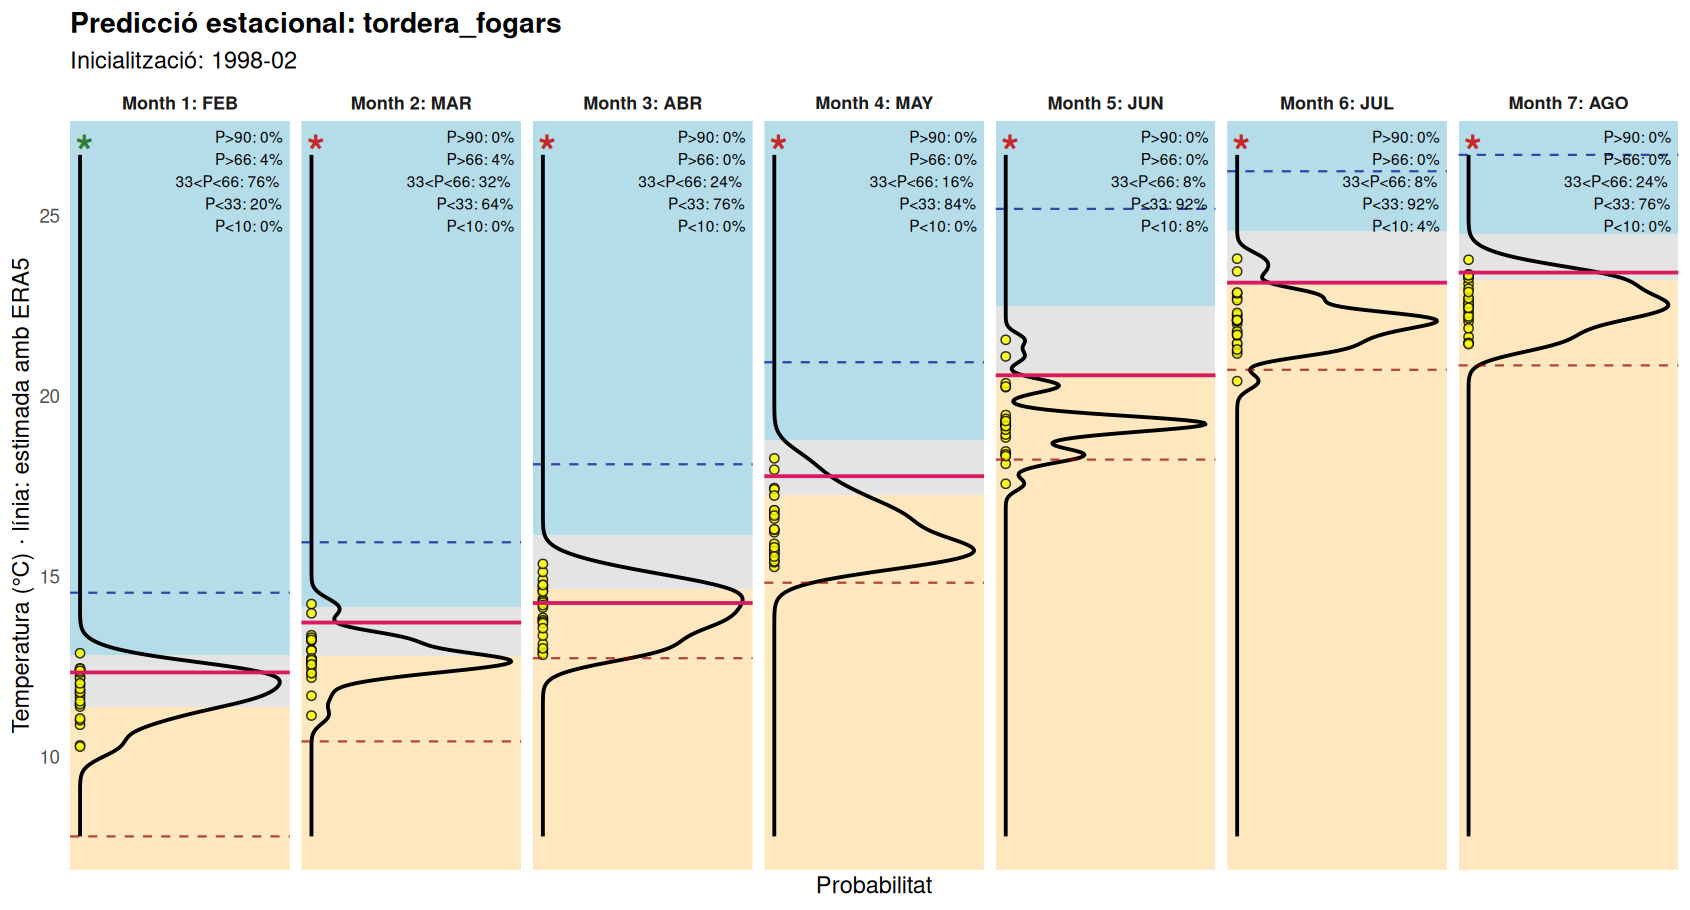 Predicció estacional: tordera_fogars
Inicialització: 1998-02
Month 1: FEB
Month 2: MAR
Month 3: ABR
Month 4: MAY
Month 5: JUN
Month 6: JUL
Month 7: AGO
*
P>90: 0%
P>66: 4%
33<P<66: 76%
P<33: 20%
P<10: 0%
*
P>90: 0%
P>66: 4%
33<P<66: 32%
P<33: 64%
P<10: 0%
*
P>90: 0%
P>66: 0%
33<P<66: 24%
P<33: 76%
P<10: 0%
*
P>90: 0%
P>66: 0%
33<P<66: 16%
P<33: 84%
P<10: 0%
*
P>90: 0%
P>66: 0%
33<P<66: 8%
P<33: 92%
P<10: 8%
*
P>90: 0%
P>66: 0%
33<P<66: 8%
P<33: 92%
P<10: 4%
*
P>90: 0%
P>66: 0%
33<P<66: 24%
P<33: 76%
P<10: 0%
25
20
15
10
Temperatura (°C) · línia: estimada amb ERA5
Probabilitat